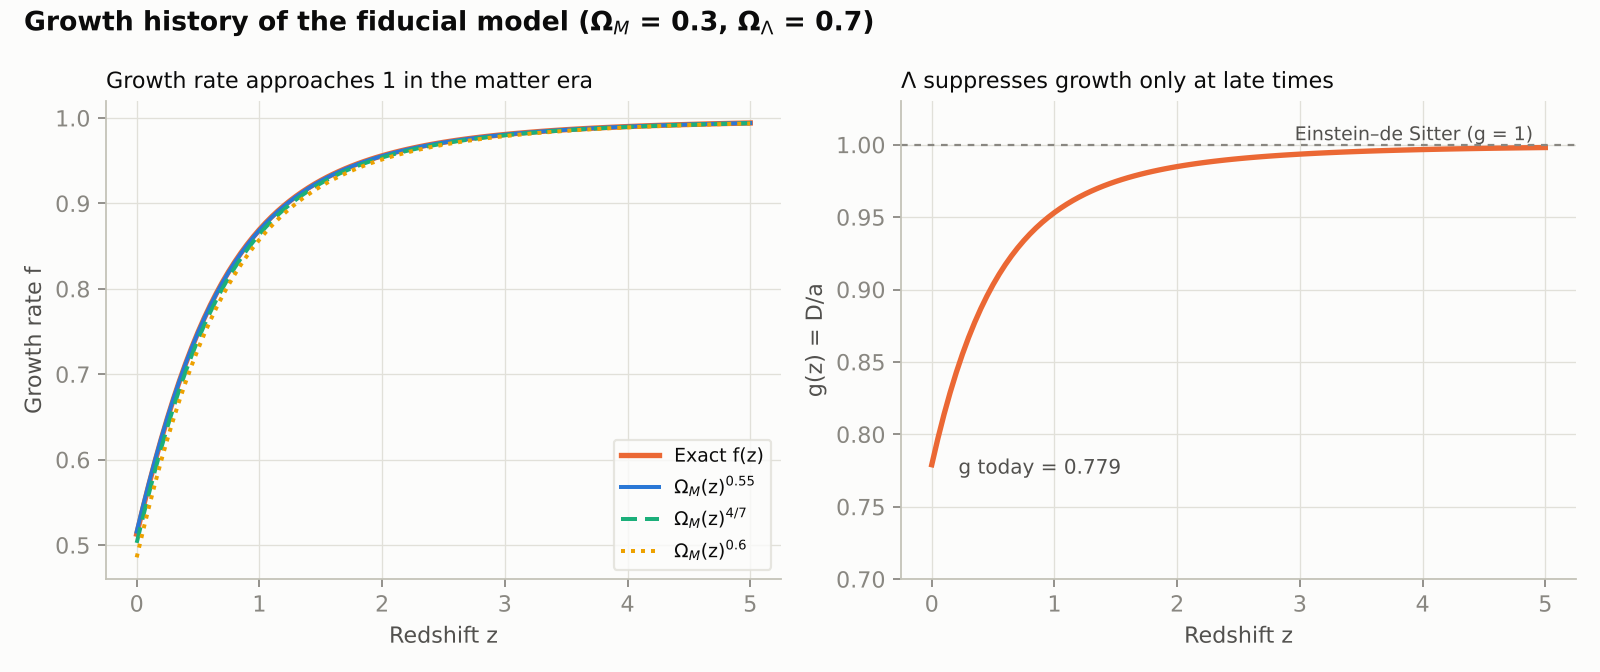 Growth history of the fiducial model (Ω_M = 0.3, Ω_Λ = 0.7)
Growth rate approaches 1 in the matter era
Growth rate f
1.0
0.9
0.8
0.7
0.6
0.5
Exact f(z)
Ω_M(z)^0.55
Ω_M(z)^4/7
Ω_M(z)^0.6
0 1 2 3 4 5
Redshift z
Λ suppresses growth only at late times
g(z) = D/a
Einstein–de Sitter (g = 1)
1.00
0.95
0.90
0.85
0.80
0.75
0.70
g today = 0.779
0 1 2 3 4 5
Redshift z